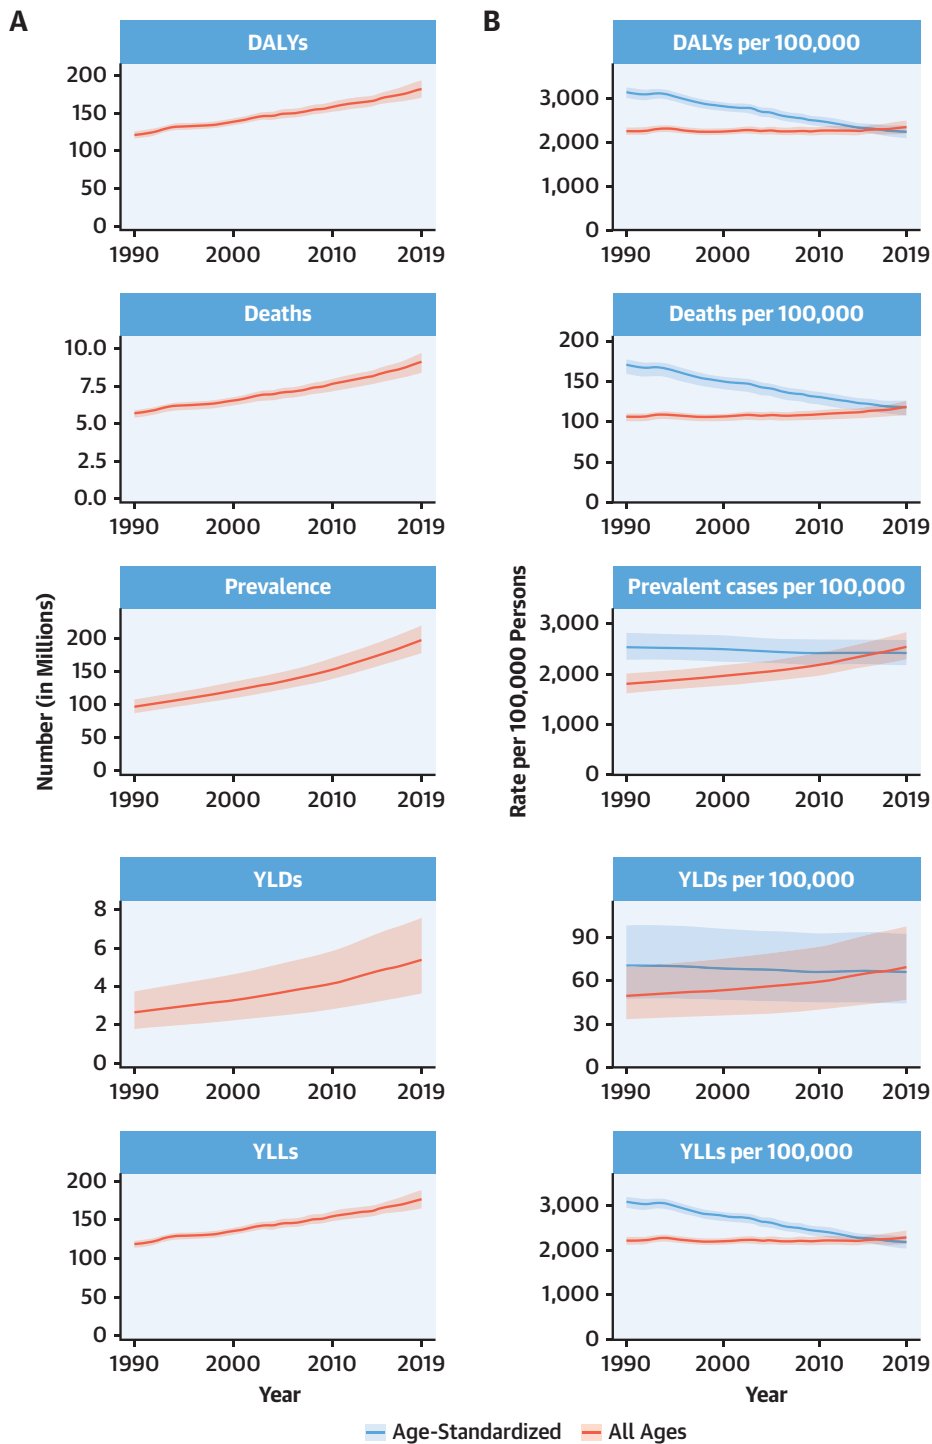 A
DALYs
200
150
100
50
0
1990 2000 2010 2019
Deaths
10.0
7.5
5.0
2.5
0.0
1990 2000 2010 2019
Number (in Millions)
Prevalence
200
150
100
50
0
1990 2000 2010 2019
YLDs
8
6
4
2
0
1990 2000 2010 2019
YLLs
200
150
100
50
0
1990 2000 2010 2019
Year
B
DALYs per 100,000
3,000
2,000
1,000
0
1990 2000 2010 2019
Deaths per 100,000
200
150
100
50
0
1990 2000 2010 2019
Rate per 100,000 Persons
Prevalent cases per 100,000
3,000
2,000
1,000
0
1990 2000 2010 2019
YLDs per 100,000
90
60
30
0
1990 2000 2010 2019
YLLs per 100,000
3,000
2,000
1,000
0
1990 2000 2010 2019
Year
Age-Standardized All Ages